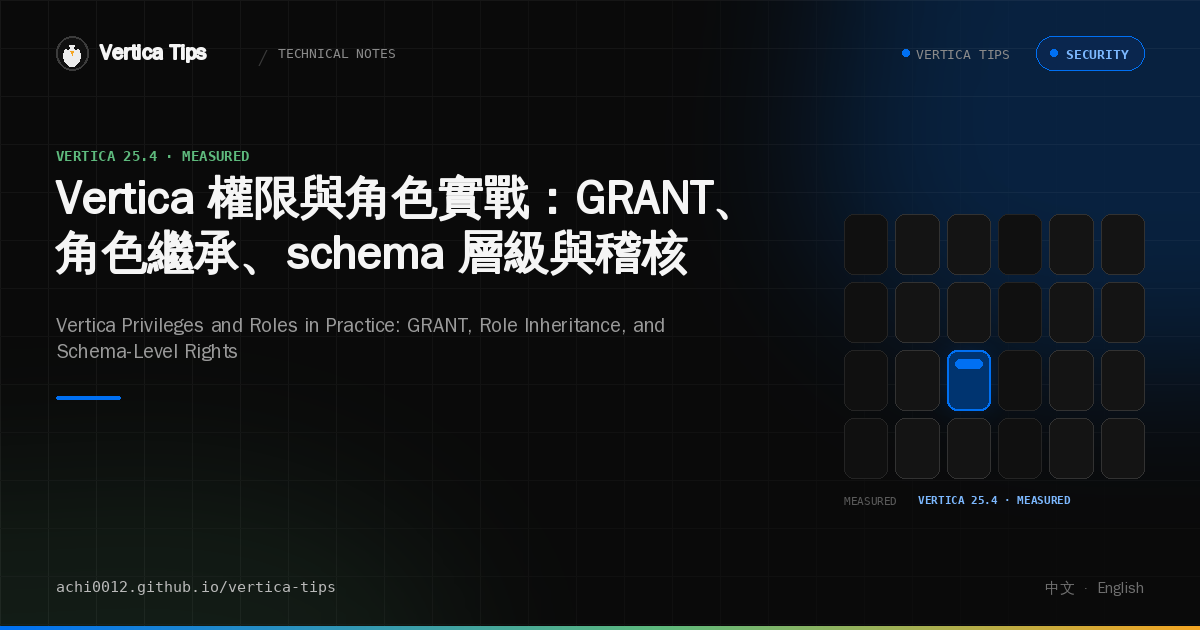 Vertica Tips / TECHNICAL NOTES
VERTICA TIPS
SECURITY
VERTICA 25.4 · MEASURED
Vertica 權限與角色實戰：GRANT、
角色繼承、schema 層級與稽核
Vertica Privileges and Roles in Practice: GRANT, Role Inheritance, and
Schema-Level Rights
MEASURED VERTICA 25.4 · MEASURED
achi0012.github.io/vertica-tips
中文 · English